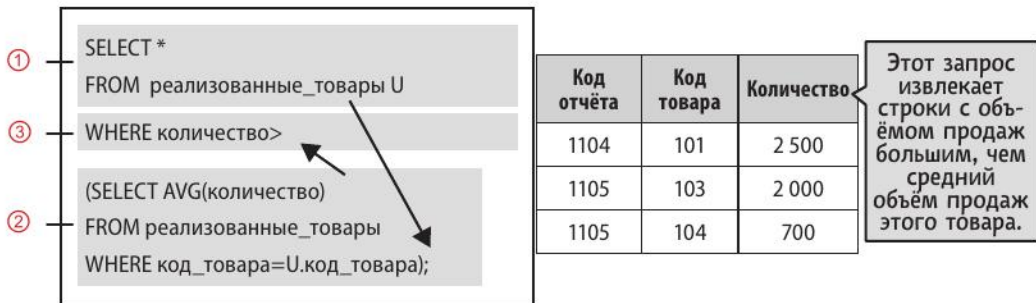 ①
SELECT *
FROM реализованные_товары U
③
WHERE количество>
②
(SELECT AVG(количество)
FROM реализованные_товары
WHERE код_товара=U.код_товара);
Код отчёта Код товара Количество
1104 101 2 500
1105 103 2 000
1105 104 700
Этот запрос
извлекает
строки с объ-
ёмом продаж
большим, чем
средний
объём продаж
этого товара.